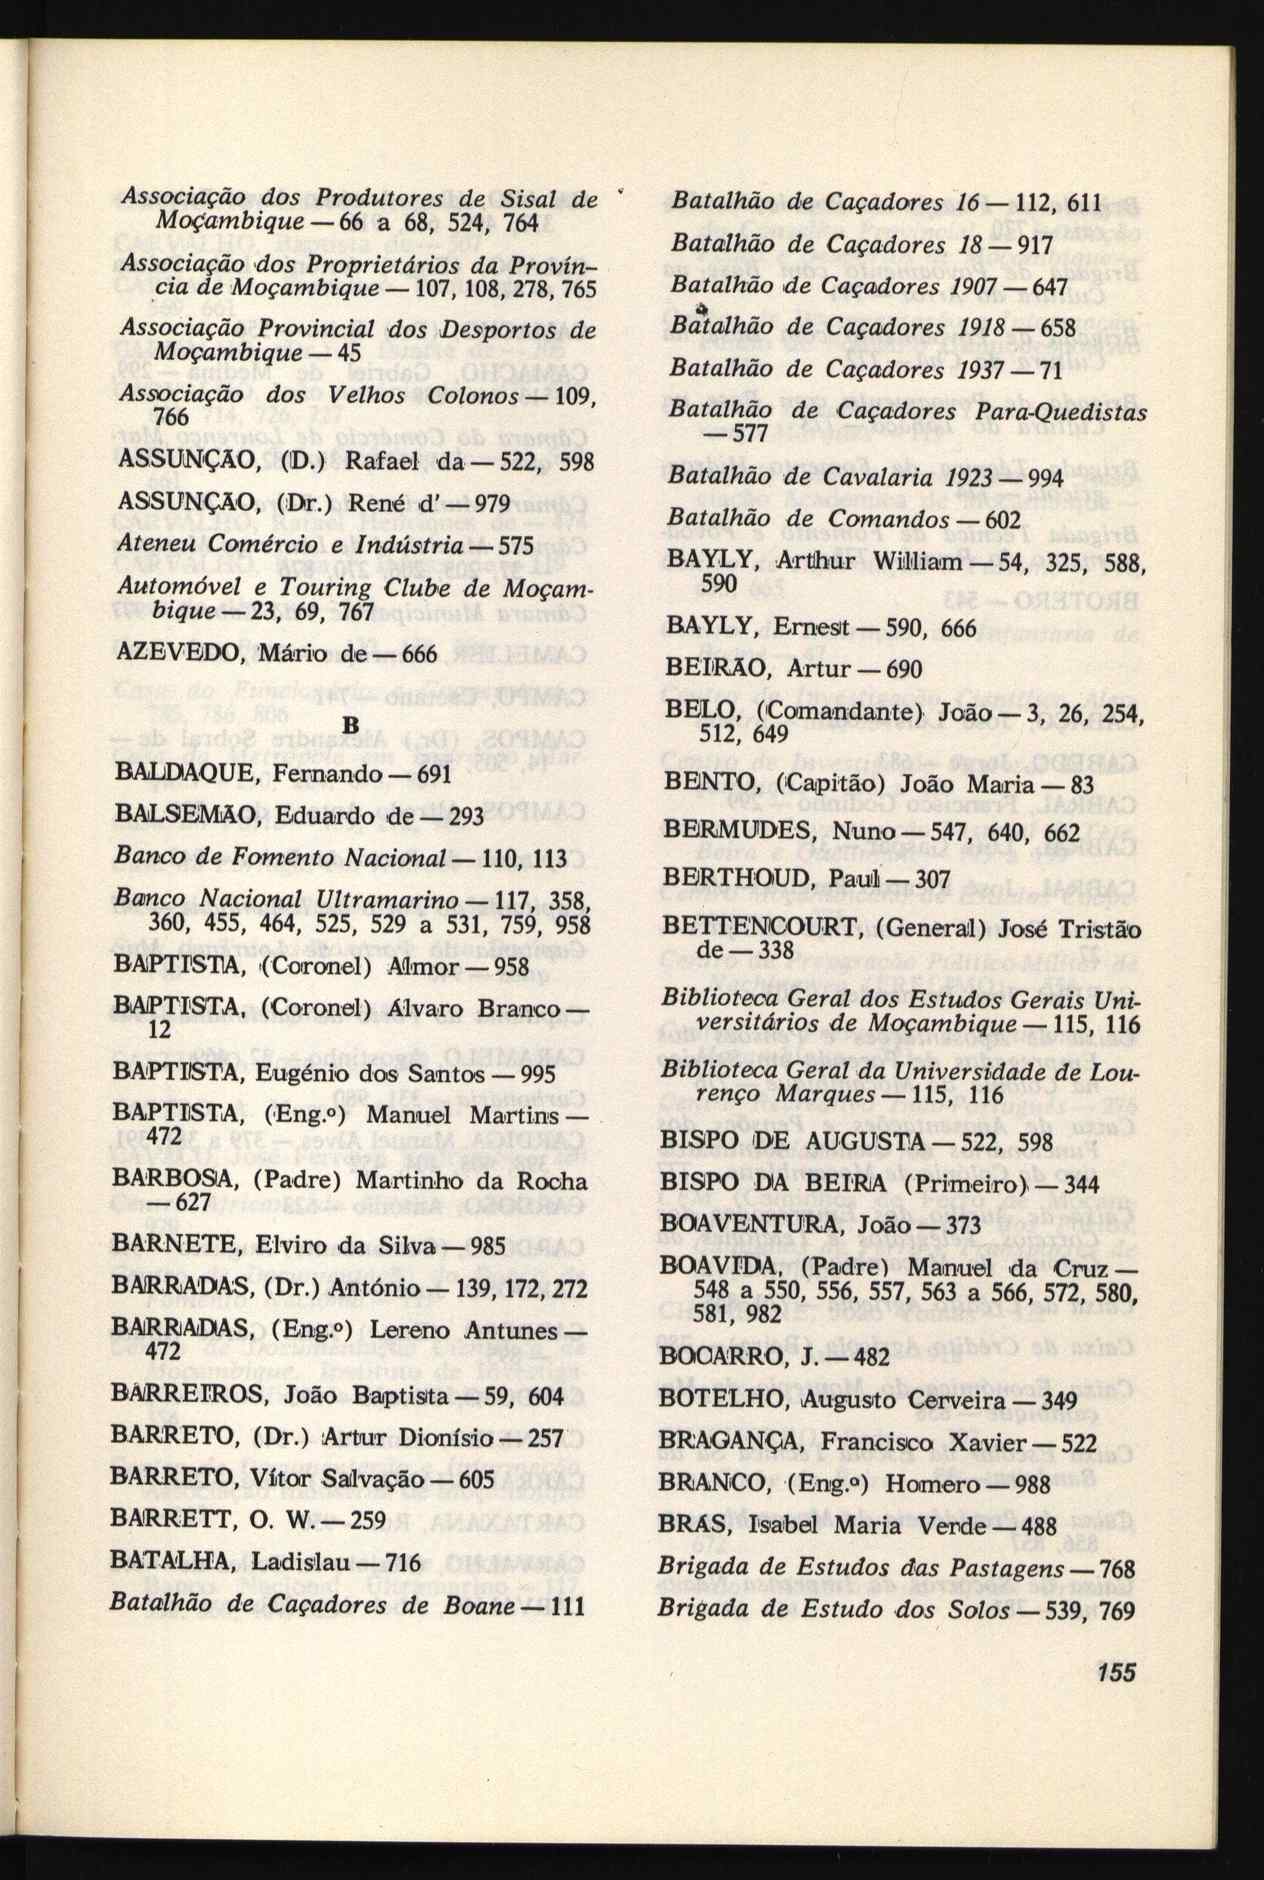 Associação dos Produtores de Sisal de
Moçambique — 66 a 68, 524, 764
Associação dos Proprietários da Provín-
cia de Moçambique — 107, 108, 278, 765
Associação Provincial dos Desportos de
Moçambique — 45
Associação dos Velhos Colonos — 109,
766
ASSUNÇÃO, (D.) Rafael da — 522, 598
ASSUNÇÃO, (Dr.) René d' — 979
Ateneu Comércio e Indústria — 575
Automóvel e Touring Clube de Moçam-
bique — 23, 69, 767
AZEVEDO, Mário de — 666
B
BALDAQUE, Fernando — 691
BALSEMÃO, Eduardo de — 293
Banco de Fomento Nacional — 110, 113
Banco Nacional Ultramarino — 117, 358,
360, 455, 464, 525, 529 a 531, 759, 958
BAPTISTA, (Coronel) Almor — 958
BAPTISTA, (Coronel) Álvaro Branco —
12
BAPTISTA, Eugénio dos Santos — 995
BAPTISTA, (Eng.º) Manuel Martins —
472
BARBOSA, (Padre) Martinho da Rocha
— 627
BARNETE, Elviro da Silva — 985
BARRADAS, (Dr.) António — 139, 172, 272
BARRADAS, (Eng.º) Lereno Antunes —
472
BARREIROS, João Baptista — 59, 604
BARRETO, (Dr.) Artur Dionísio — 257
BARRETO, Vítor Salvação — 605
BARRETT, O. W. — 259
BATALHA, Ladislau — 716
Batalhão de Caçadores de Boane — 111
Batalhão de Caçadores 16 — 112, 611
Batalhão de Caçadores 18 — 917
Batalhão de Caçadores 1907 — 647
Batalhão de Caçadores 1918 — 658
Batalhão de Caçadores 1937 — 71
Batalhão de Caçadores Para-Quedistas
— 577
Batalhão de Cavalaria 1923 — 994
Batalhão de Comandos — 602
BAYLY, Arthur William — 54, 325, 588,
590
BAYLY, Ernest — 590, 666
BEIRÃO, Artur — 690
BELO, (Comandante) João — 3, 26, 254,
512, 649
BENTO, (Capitão) João Maria — 83
BERMUDES, Nuno — 547, 640, 662
BERTHOUD, Paul — 307
BETTENCOURT, (General) José Tristão
de — 338
Biblioteca Geral dos Estudos Gerais Uni-
versitários de Moçambique — 115, 116
Biblioteca Geral da Universidade de Lou-
renço Marques — 115, 116
BISPO DE AUGUSTA — 522, 598
BISPO DA BEIRA (Primeiro) — 344
BOAVENTURA, João — 373
BOAVIDA, (Padre) Manuel da Cruz —
548 a 550, 556, 557, 563 a 566, 572, 580,
581, 982
BOCARRO, J. — 482
BOTELHO, Augusto Cerveira — 349
BRAGANÇA, Francisco Xavier — 522
BRANCO, (Eng.º) Homero — 988
BRÁS, Isabel Maria Verde — 488
Brigada de Estudos das Pastagens — 768
Brigada de Estudo dos Solos — 539, 769
155